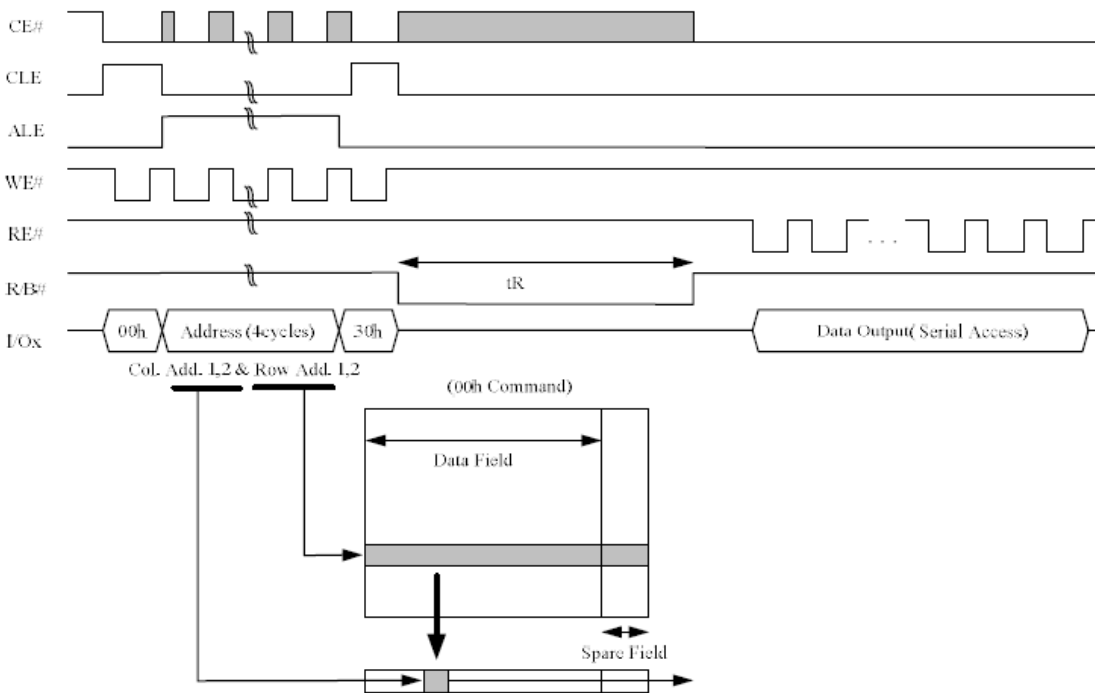 CE#
CLE
ALE
WE#
RE#
. . .
R/B#
tR
I/Ox
00h
Address (4cycles)
30h
Data Output( Serial Access)
Col. Add. 1,2 & Row Add. 1,2
(00h Command)
Data Field
Spare Field